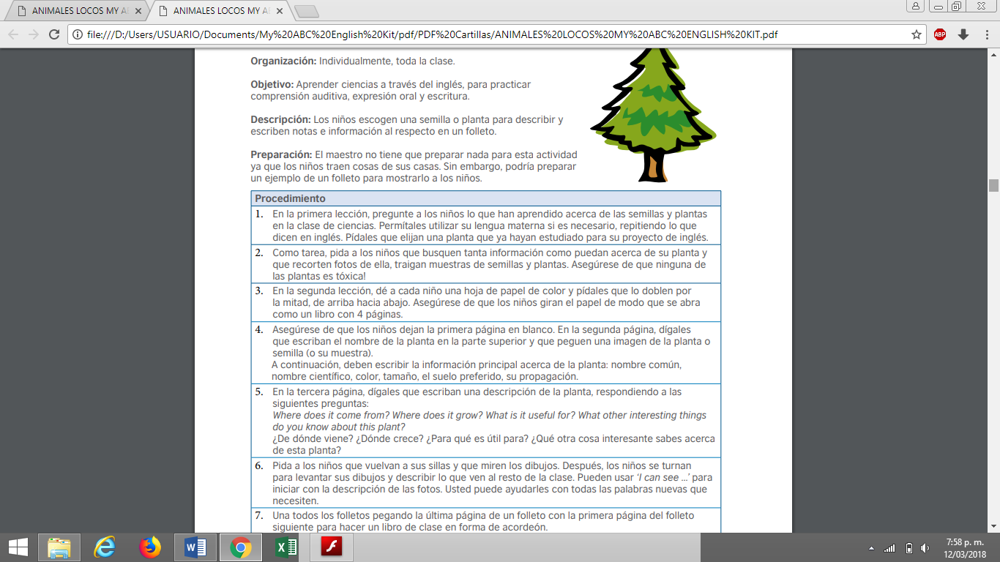 ANIMALES LOCOS MY A
ANIMALES LOCOS MY A
file:///D:/Users/USUARIO/Documents/My%20ABC%20English%20Kit/pdf/PDF%20Cartillas/ANIMALES%20LOCOS%20MY%20ABC%20ENGLISH%20KIT.pdf
ABP
Organización: Individualmente, toda la clase.
Objetivo: Aprender ciencias a través del inglés, para practicar
comprensión auditiva, expresión oral y escritura.
Descripción: Los niños escogen una semilla o planta para describir y
escriben notas e información al respecto en un folleto.
Preparación: El maestro no tiene que preparar nada para esta actividad
ya que los niños traen cosas de sus casas. Sin embargo, podría preparar
un ejemplo de un folleto para mostrarlo a los niños.
Procedimiento
1. En la primera lección, pregunte a los niños lo que han aprendido acerca de las semillas y plantas
en la clase de ciencias. Permítales utilizar su lengua materna si es necesario, repitiendo lo que
dicen en inglés. Pídales que elijan una planta que ya hayan estudiado para su proyecto de inglés.
2. Como tarea, pida a los niños que busquen tanta información como puedan acerca de su planta y
que recorten fotos de ella, traigan muestras de semillas y plantas. Asegúrese de que ninguna de
las plantas es tóxica!
3. En la segunda lección, dé a cada niño una hoja de papel de color y pídales que lo doblen por
la mitad, de arriba hacia abajo. Asegúrese de que los niños giran el papel de modo que se abra
como un libro con 4 páginas.
4. Asegúrese de que los niños dejan la primera página en blanco. En la segunda página, dígales
que escriban el nombre de la planta en la parte superior y que peguen una imagen de la planta o
semilla (o su muestra).
A continuación, deben escribir la información principal acerca de la planta: nombre común,
nombre científico, color, tamaño, el suelo preferido, su propagación.
5. En la tercera página, dígales que escriban una descripción de la planta, respondiendo a las
siguientes preguntas:
Where does it come from? Where does it grow? What is it useful for? What other interesting things
do you know about this plant?
¿De dónde viene? ¿Dónde crece? ¿Para qué es útil para? ¿Qué otra cosa interesante sabes acerca
de esta planta?
6. Pida a los niños que vuelvan a sus sillas y que miren los dibujos. Después, los niños se turnan
para levantar sus dibujos y describir lo que ven al resto de la clase. Pueden usar ‘I can see ...’ para
iniciar con la descripción de las fotos. Usted puede ayudarles con todas las palabras nuevas que
necesiten.
7. Una todos los folletos pegando la última página de un folleto con la primera página del folleto
siguiente para hacer un libro de clase en forma de acordeón.
7:58 p. m.
12/03/2018